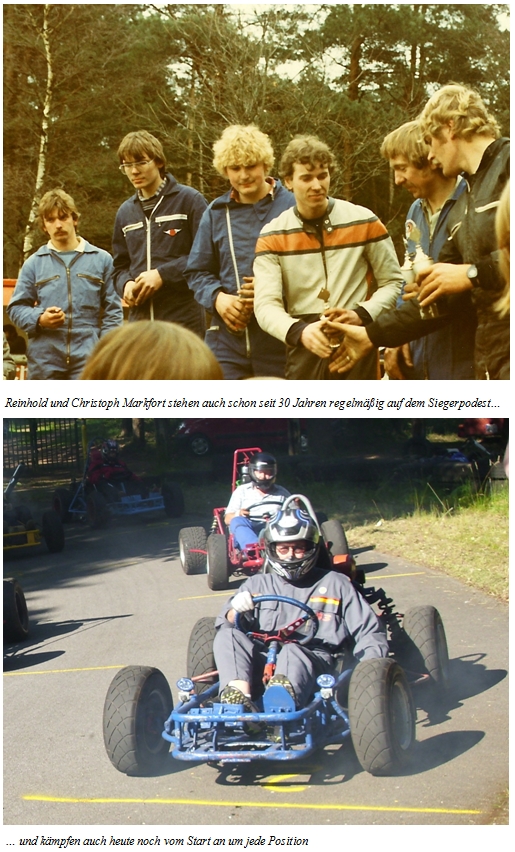 Reinhold und Christoph Markfort stehen auch schon seit 30 Jahren regelmäßig auf dem Siegerpodest…
… und kämpfen auch heute noch vom Start an um jede Position